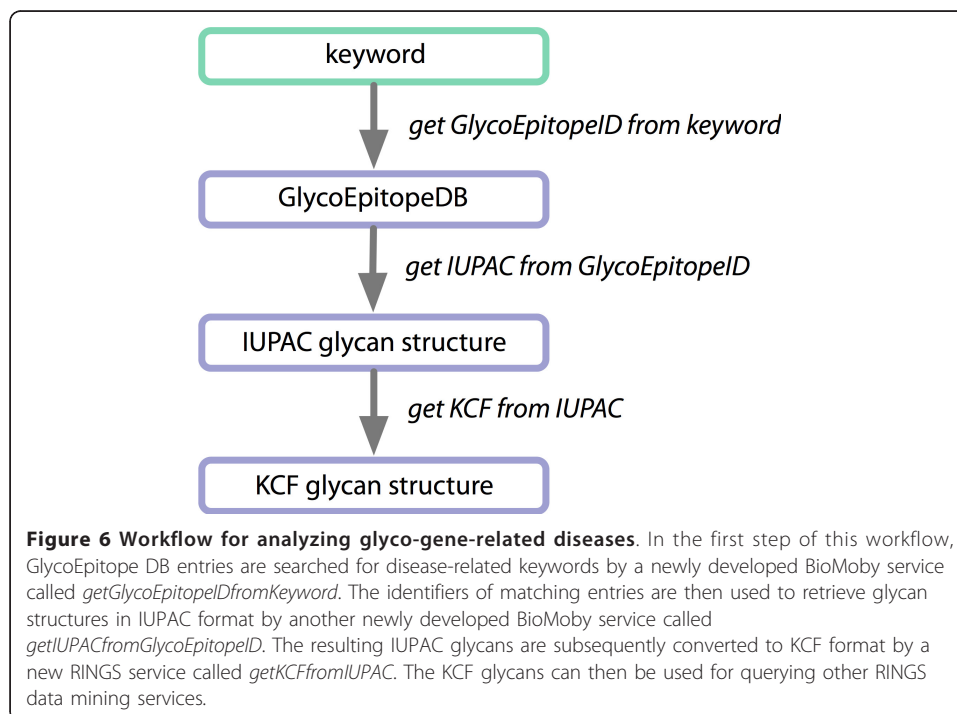 keyword
get GlycoEpitopeID from keyword
GlycoEpitopeDB
get IUPAC from GlycoEpitopeID
IUPAC glycan structure
get KCF from IUPAC
KCF glycan structure
Figure 6 Workflow for analyzing glyco-gene-related diseases. In the first step of this workflow,
GlycoEpitope DB entries are searched for disease-related keywords by a newly developed BioMoby service
called getGlycoEpitopeIDfromKeyword. The identifiers of matching entries are then used to retrieve glycan
structures in IUPAC format by another newly developed BioMoby service called
getIUPACfromGlycoEpitopeID. The resulting IUPAC glycans are subsequently converted to KCF format by a
new RINGS service called getKCFfromIUPAC. The KCF glycans can then be used for querying other RINGS
data mining services.